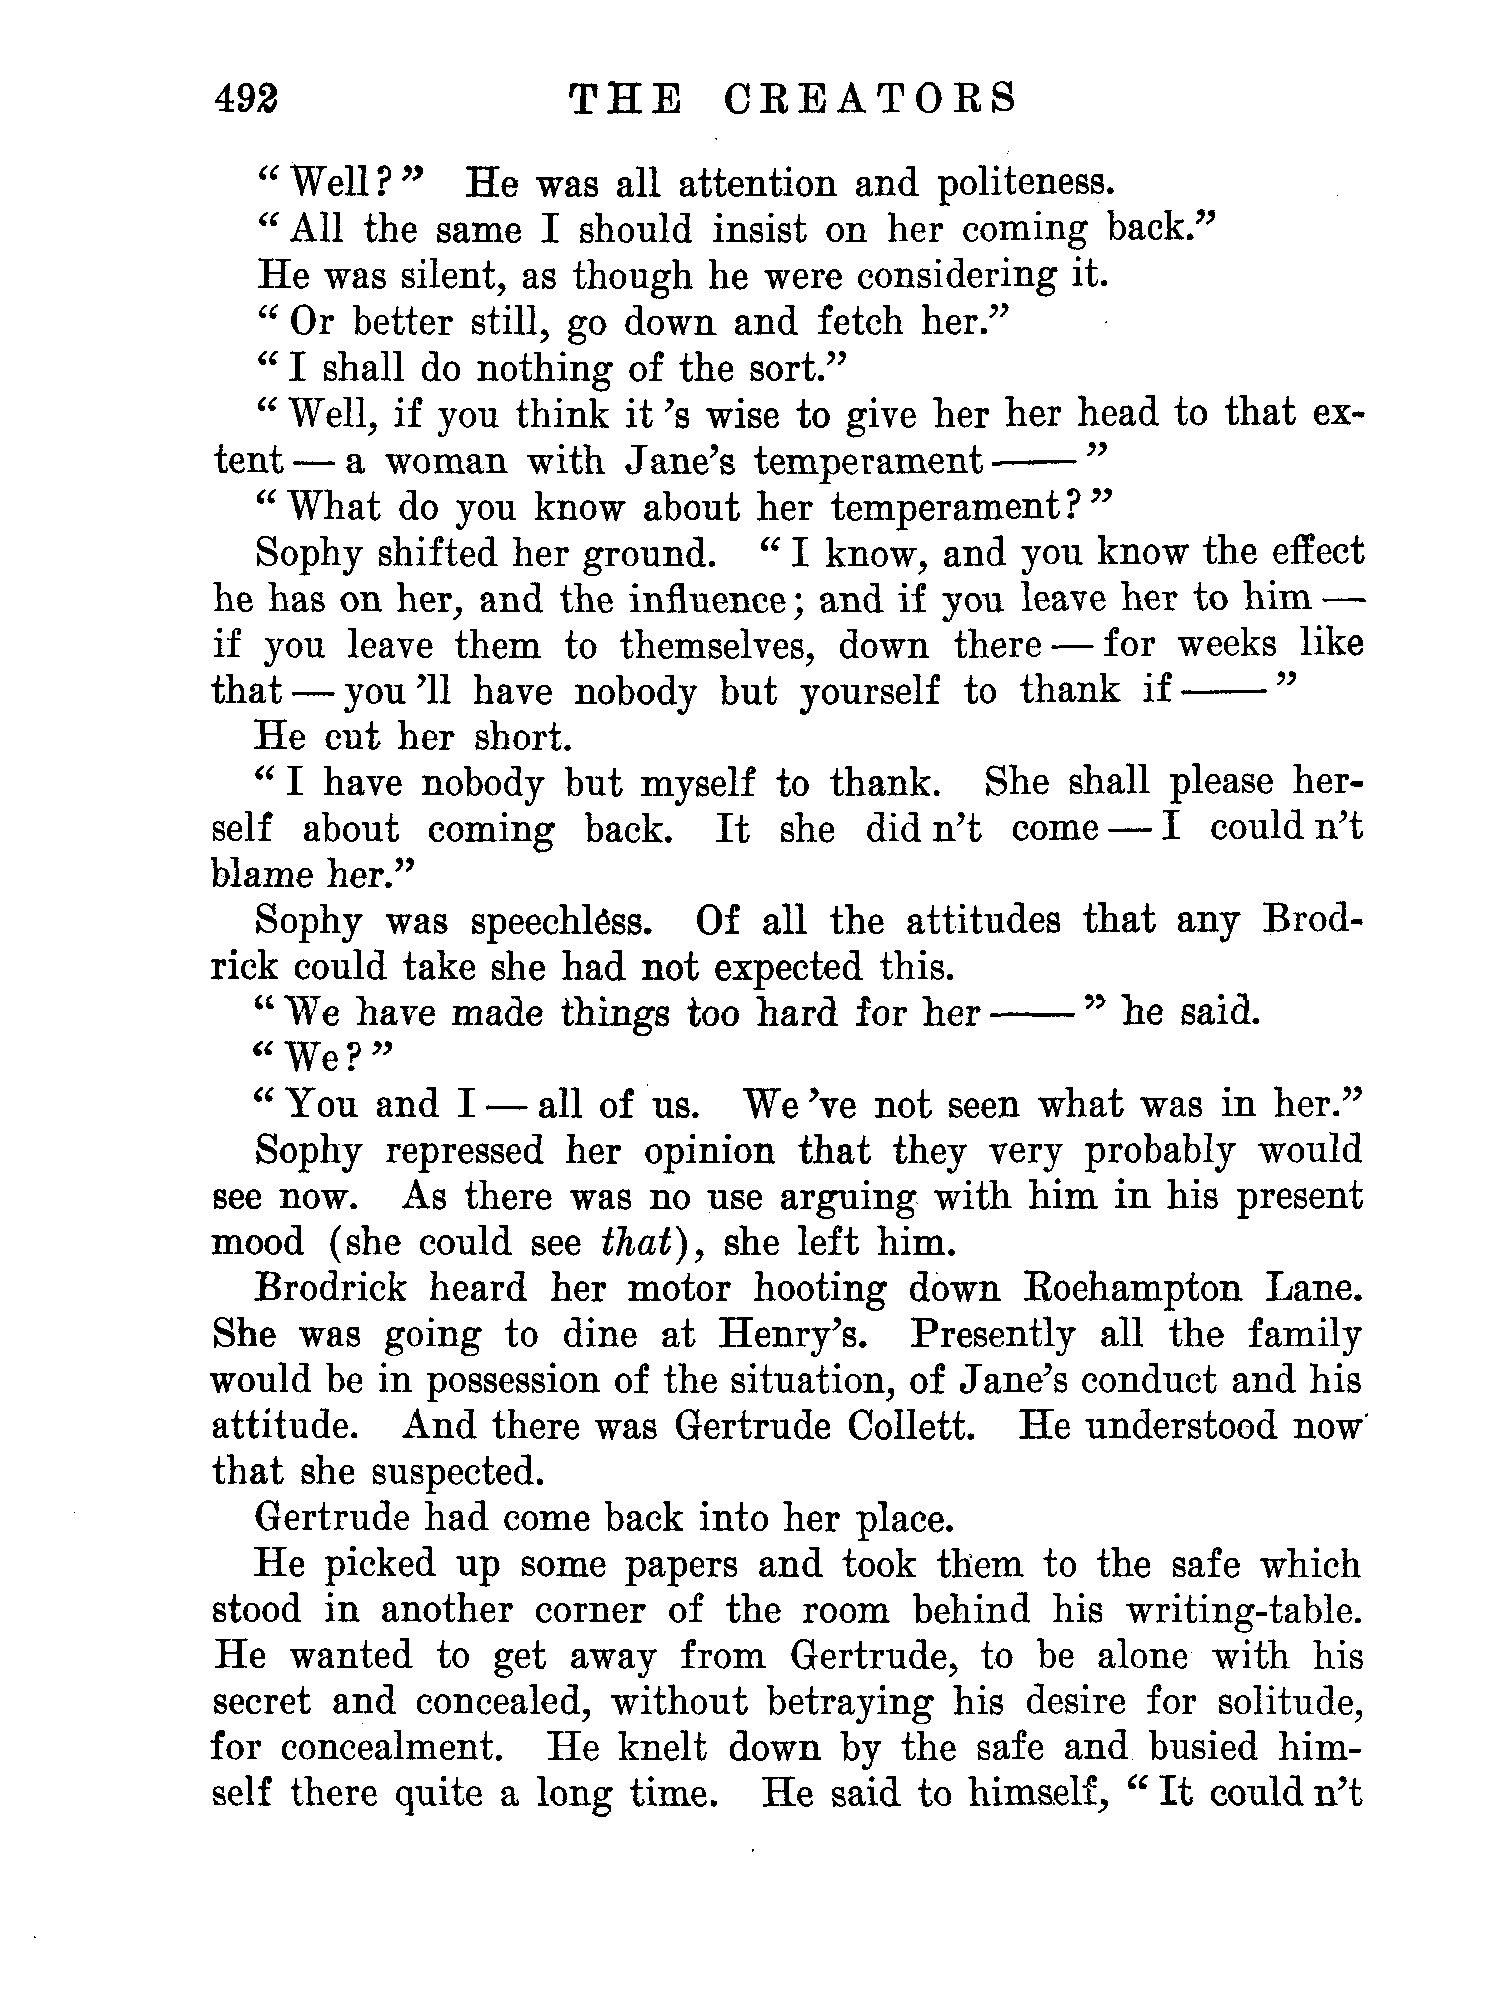 492 THE CREATORS
“Well?” He was all attention and politeness.
“All the same I should insist on her coming back.”
He was silent, as though he were considering it.
“Or better still, go down and fetch her.”
“I shall do nothing of the sort.”
“Well, if you think it ’s wise to give her her head to that ex-
tent — a woman with Jane’s temperament ——”
“What do you know about her temperament?”
Sophy shifted her ground. “I know, and you know the effect
he has on her, and the influence; and if you leave her to him —
if you leave them to themselves, down there — for weeks like
that — you ’ll have nobody but yourself to thank if ——”
He cut her short.
“I have nobody but myself to thank. She shall please her-
self about coming back. It she did n’t come — I could n’t
blame her.”
Sophy was speechless. Of all the attitudes that any Brod-
rick could take she had not expected this.
“We have made things too hard for her ——” he said.
“We?”
“You and I — all of us. We ’ve not seen what was in her.”
Sophy repressed her opinion that they very probably would
see now. As there was no use arguing with him in his present
mood (she could see that), she left him.
Brodrick heard her motor hooting down Roehampton Lane.
She was going to dine at Henry’s. Presently all the family
would be in possession of the situation, of Jane’s conduct and his
attitude. And there was Gertrude Collett. He understood now
that she suspected.
Gertrude had come back into her place.
He picked up some papers and took them to the safe which
stood in another corner of the room behind his writing-table.
He wanted to get away from Gertrude, to be alone with his
secret and concealed, without betraying his desire for solitude,
for concealment. He knelt down by the safe and busied him-
self there quite a long time. He said to himself, “It could n’t